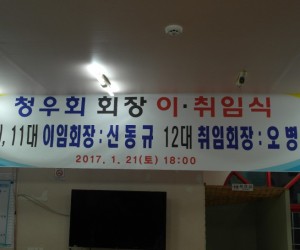 청우회 회장 이·취임식
, 11대 이임회장 : 신동규 12대 취임회장 : 오병
2017. 1. 21(토) 18:00